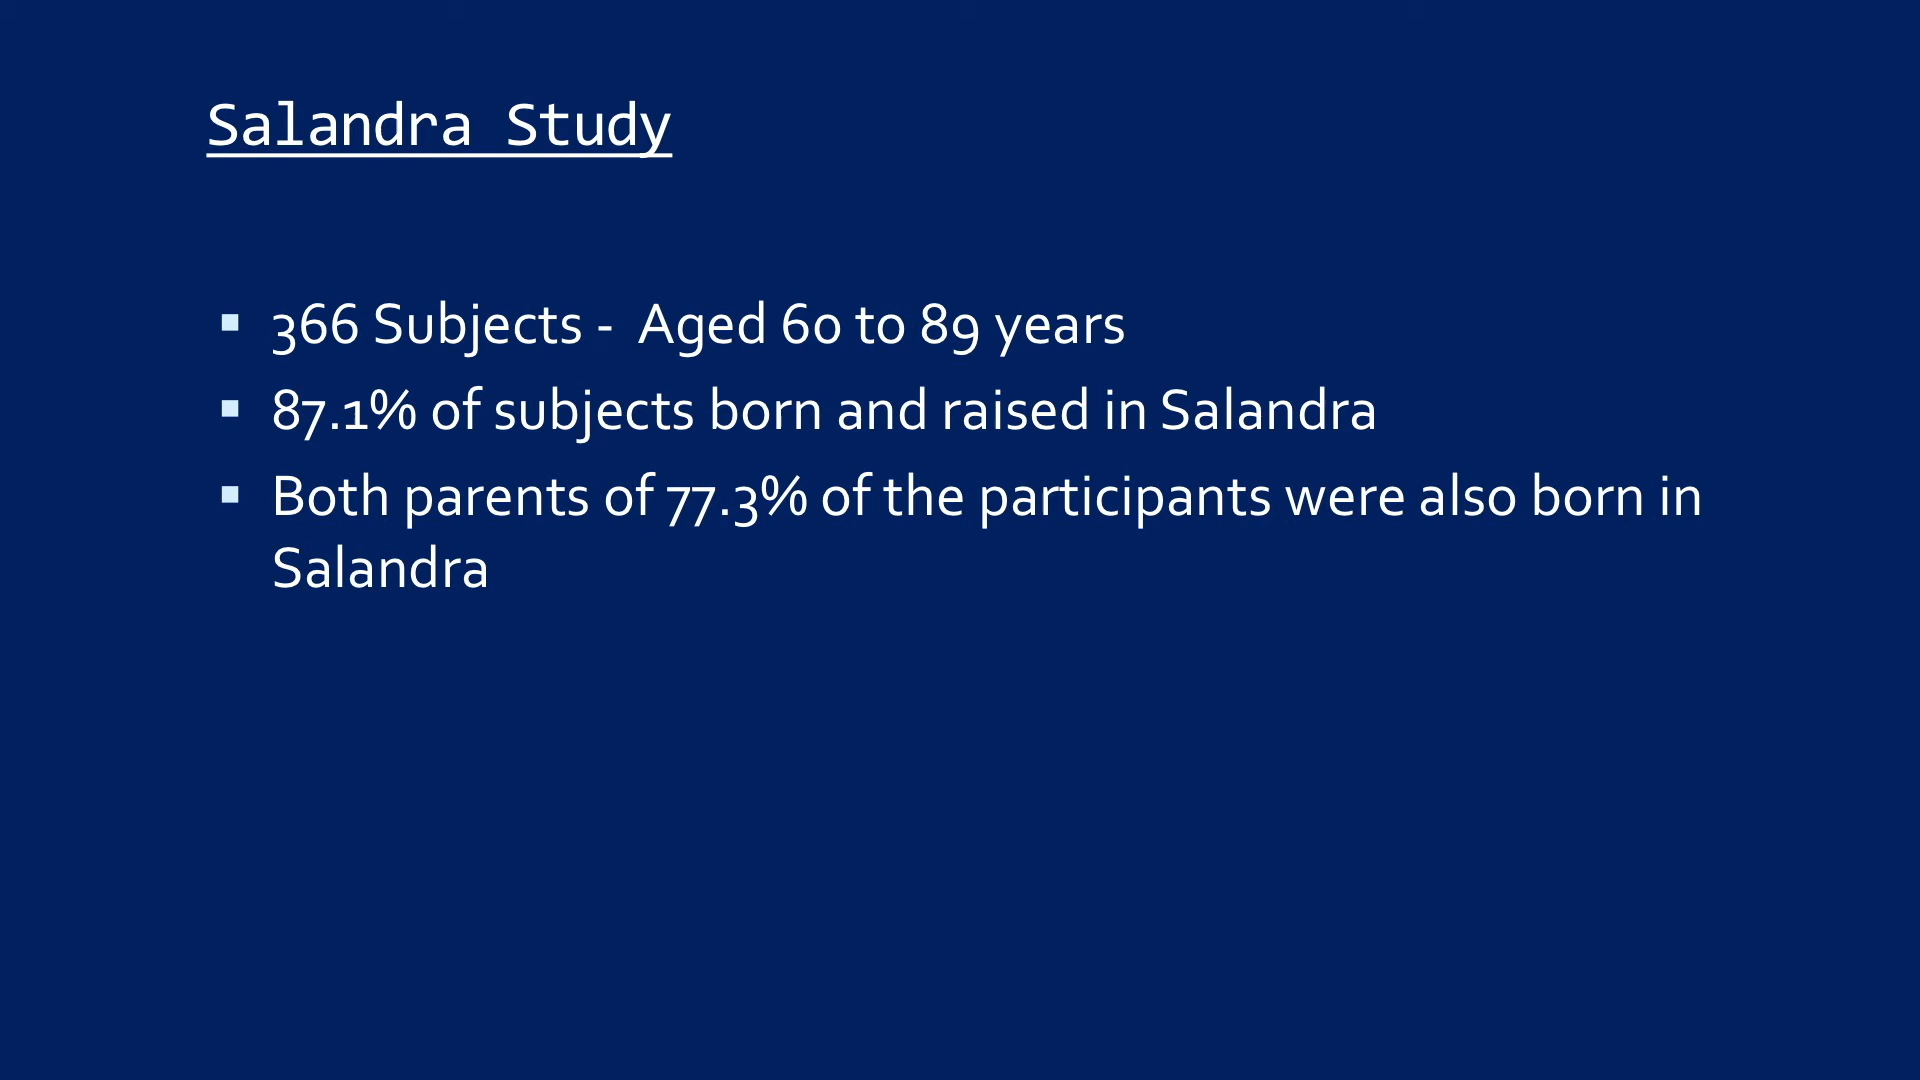 Salandra Study
▪ 366 Subjects -  Aged 60 to 89 years
▪ 87.1% of subjects born and raised in Salandra
▪ Both parents of 77.3% of the participants were also born in
Salandra